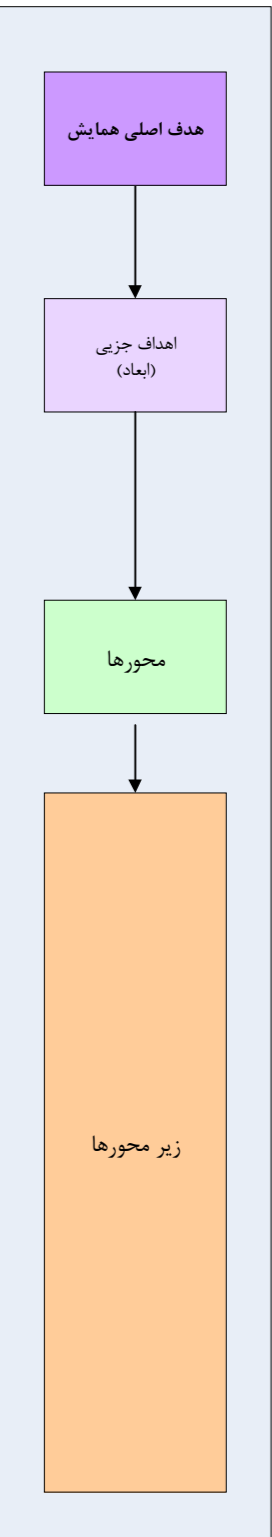 هدف اصلی همایش
اهداف جزیی
(ابعاد)
محورها
زیر محورها